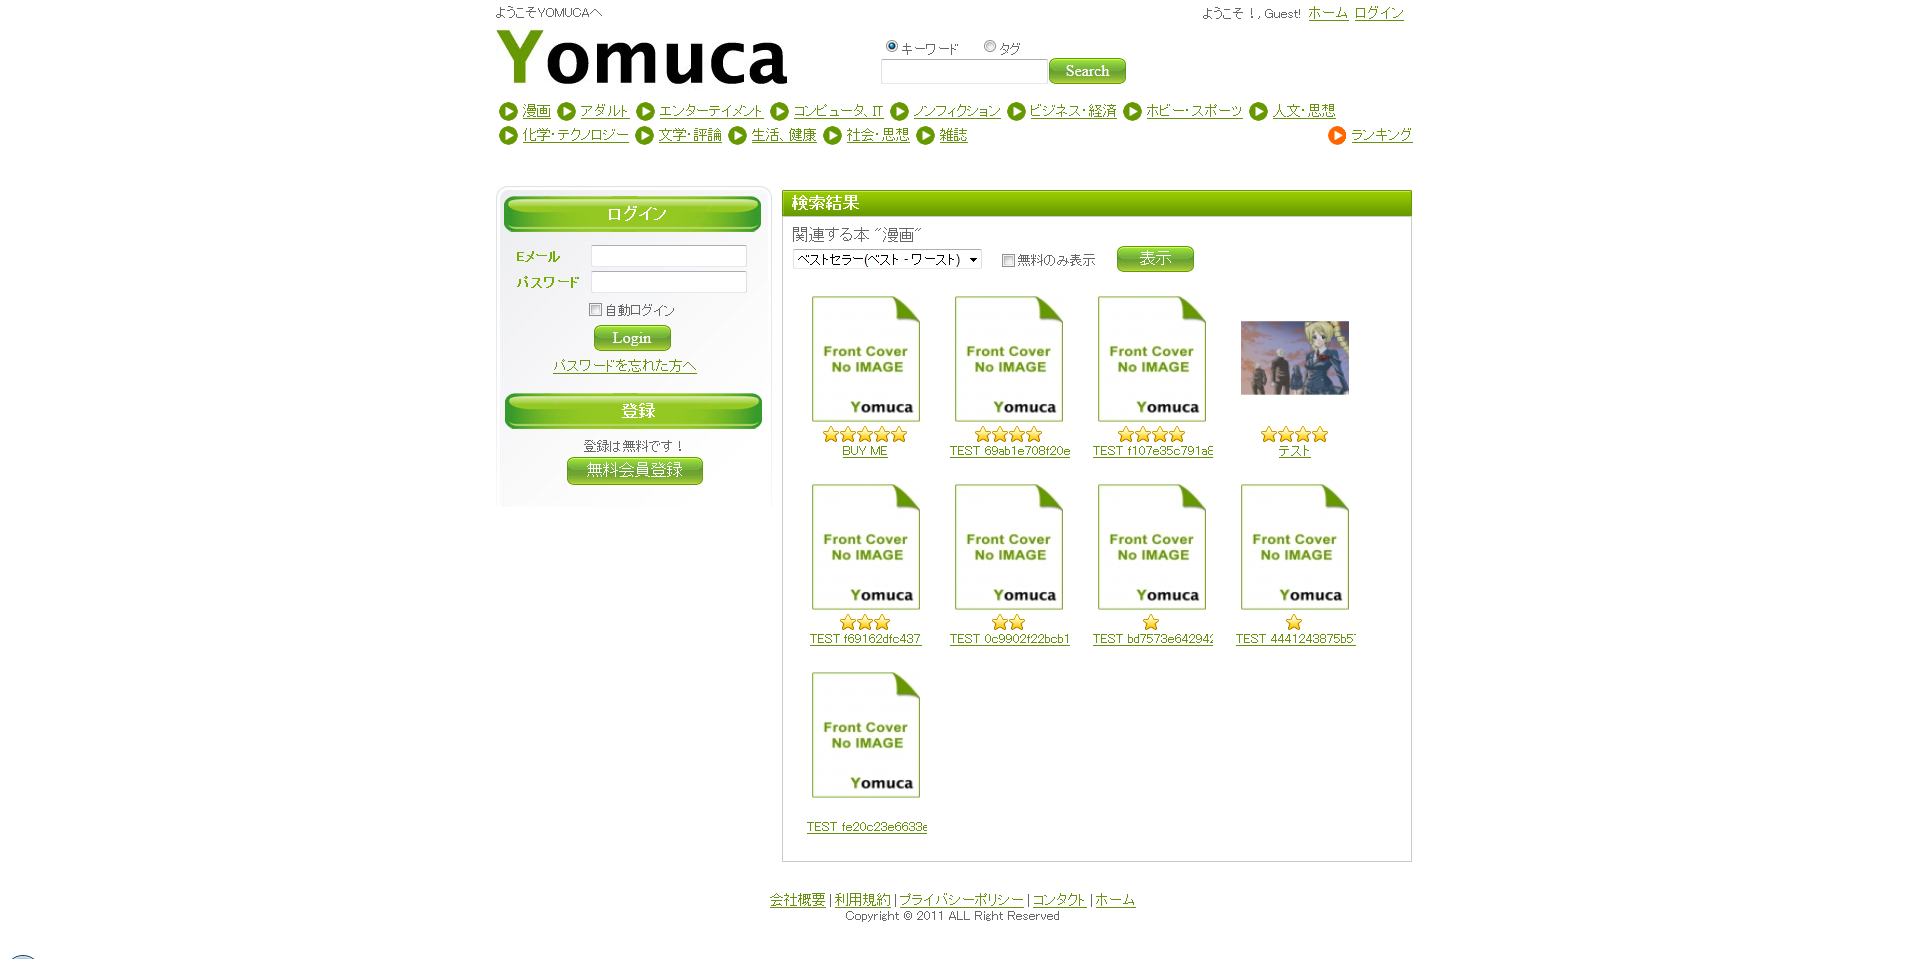 ようこそYOMUCAへ
ようこそ！, Guest! ホーム ログイン
Yomuca
キーワード タグ
Search
漫画 アダルト エンターテイメント コンピュータ、IT ノンフィクション ビジネス・経済 ホビー・スポーツ 人文・思想
化学・テクノロジー 文学・評論 生活、健康 社会・思想 雑誌 ランキング
ログイン
Eメール
パスワード
自動ログイン
Login
パスワードを忘れた方へ
登録
登録は無料です！
無料会員登録
検索結果
関連する本 "漫画"
ベストセラー(ベスト - ワースト) 無料のみ表示 表示
Front Cover
No IMAGE
Yomuca
BUY ME
Front Cover
No IMAGE
Yomuca
TEST 69ab1e708f20e
Front Cover
No IMAGE
Yomuca
TEST f107e35c791a8
テスト
Front Cover
No IMAGE
Yomuca
TEST f69162dfc437
Front Cover
No IMAGE
Yomuca
TEST 0c9902f22bcb1
Front Cover
No IMAGE
Yomuca
TEST bd7573e642942
Front Cover
No IMAGE
Yomuca
TEST 4441243875b57
Front Cover
No IMAGE
Yomuca
TEST fe20c23e6633e
会社概要 | 利用規約 | プライバシーポリシー | コンタクト | ホーム
Copyright © 2011 ALL Right Reserved